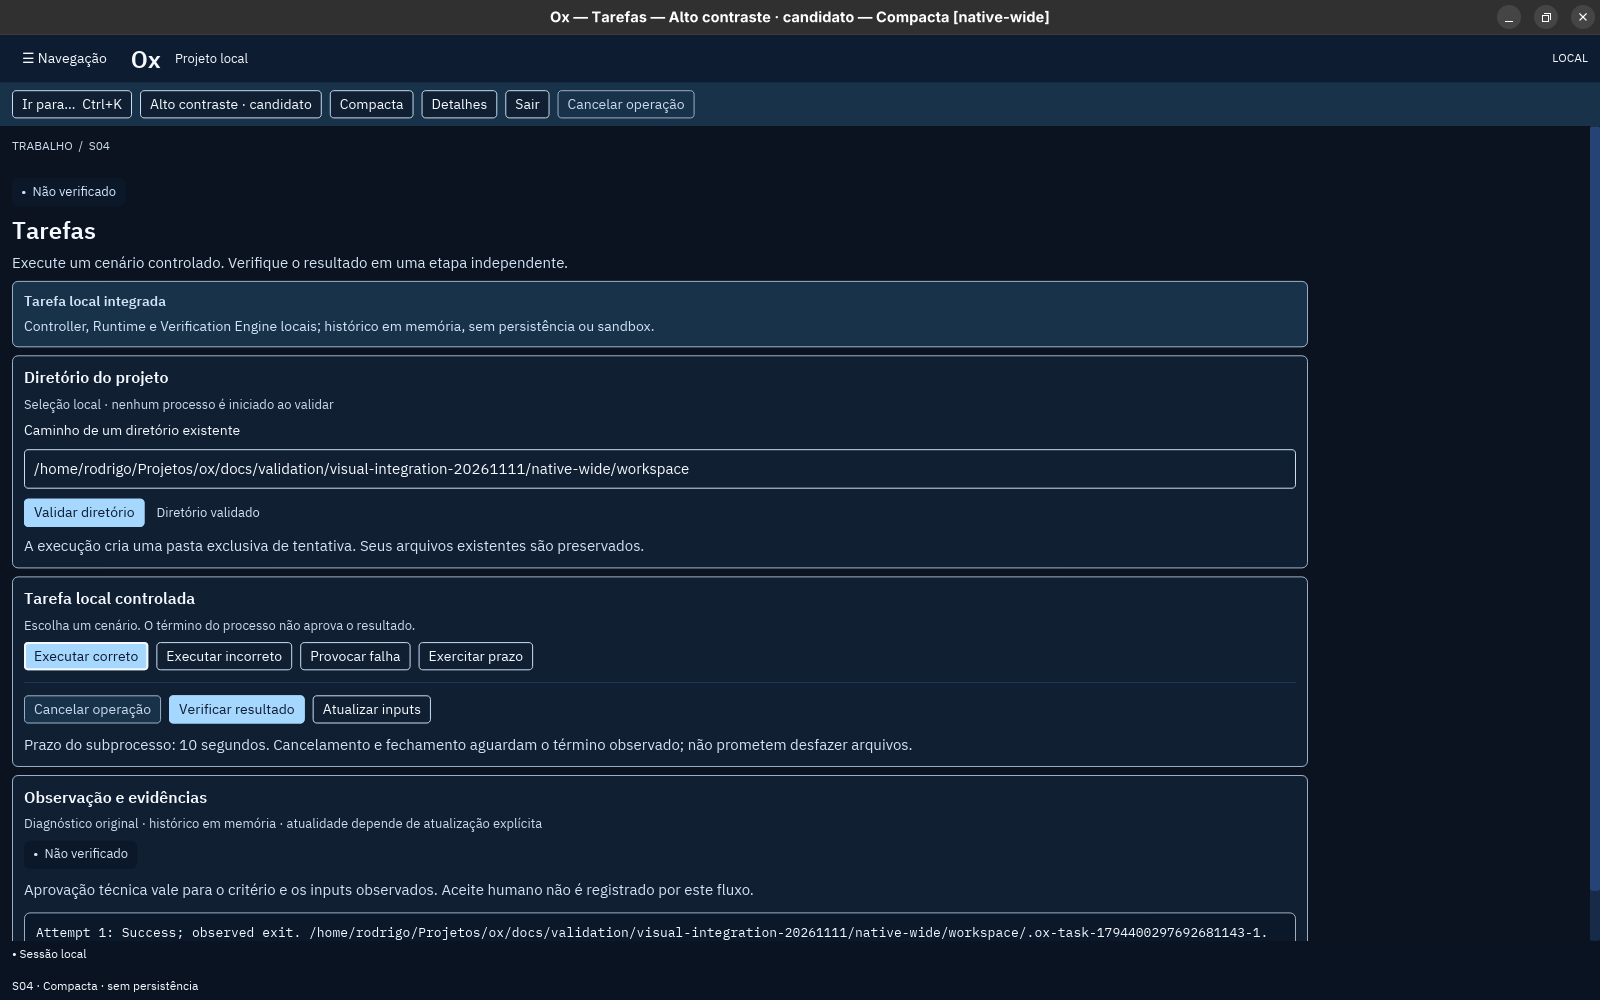 Ox — Tarefas — Alto contraste · candidato — Compacta [native-wide]
☰ Navegação Ox Projeto local LOCAL
Ir para... Ctrl+K Alto contraste · candidato Compacta Detalhes Sair Cancelar operação
TRABALHO / S04
• Não verificado
Tarefas
Execute um cenário controlado. Verifique o resultado em uma etapa independente.
Tarefa local integrada
Controller, Runtime e Verification Engine locais; histórico em memória, sem persistência ou sandbox.
Diretório do projeto
Seleção local · nenhum processo é iniciado ao validar
Caminho de um diretório existente
/home/rodrigo/Projetos/ox/docs/validation/visual-integration-20261111/native-wide/workspace
Validar diretório Diretório validado
A execução cria uma pasta exclusiva de tentativa. Seus arquivos existentes são preservados.
Tarefa local controlada
Escolha um cenário. O término do processo não aprova o resultado.
Executar correto Executar incorreto Provocar falha Exercitar prazo
Cancelar operação Verificar resultado Atualizar inputs
Prazo do subprocesso: 10 segundos. Cancelamento e fechamento aguardam o término observado; não prometem desfazer arquivos.
Observação e evidências
Diagnóstico original · histórico em memória · atualidade depende de atualização explícita
• Não verificado
Aprovação técnica vale para o critério e os inputs observados. Aceite humano não é registrado por este fluxo.
Attempt 1: Success; observed exit. /home/rodrigo/Projetos/ox/docs/validation/visual-integration-20261111/native-wide/workspace/.ox-task-1794400297692681143-1.
• Sessão local
S04 · Compacta · sem persistência